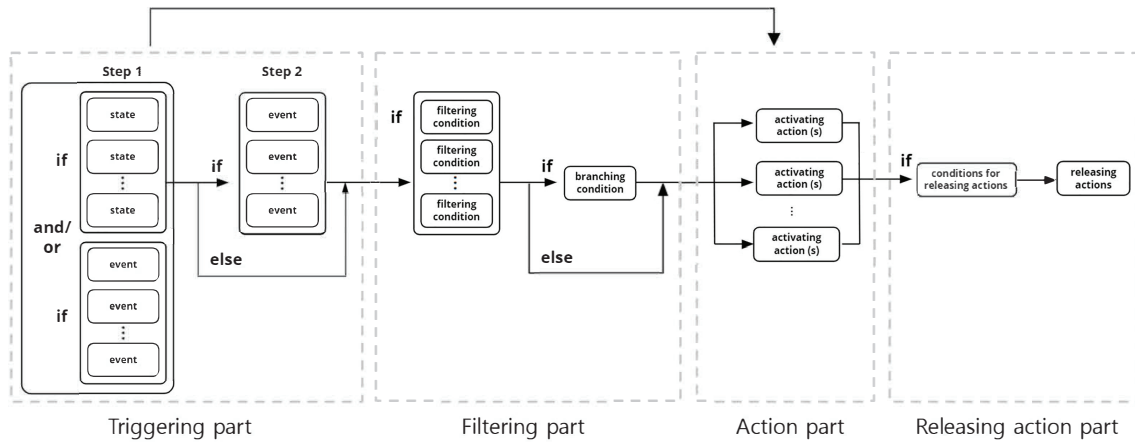 Step 1
Step 2
if
state
state
state
and/
or
if
event
event
event
if
event
event
event
else
if
filtering
condition
filtering
condition
filtering
condition
if
branching
condition
else
activating
action (s)
activating
action (s)
activating
action (s)
if
conditions for
releasing actions
releasing
actions
Triggering part
Filtering part
Action part
Releasing action part